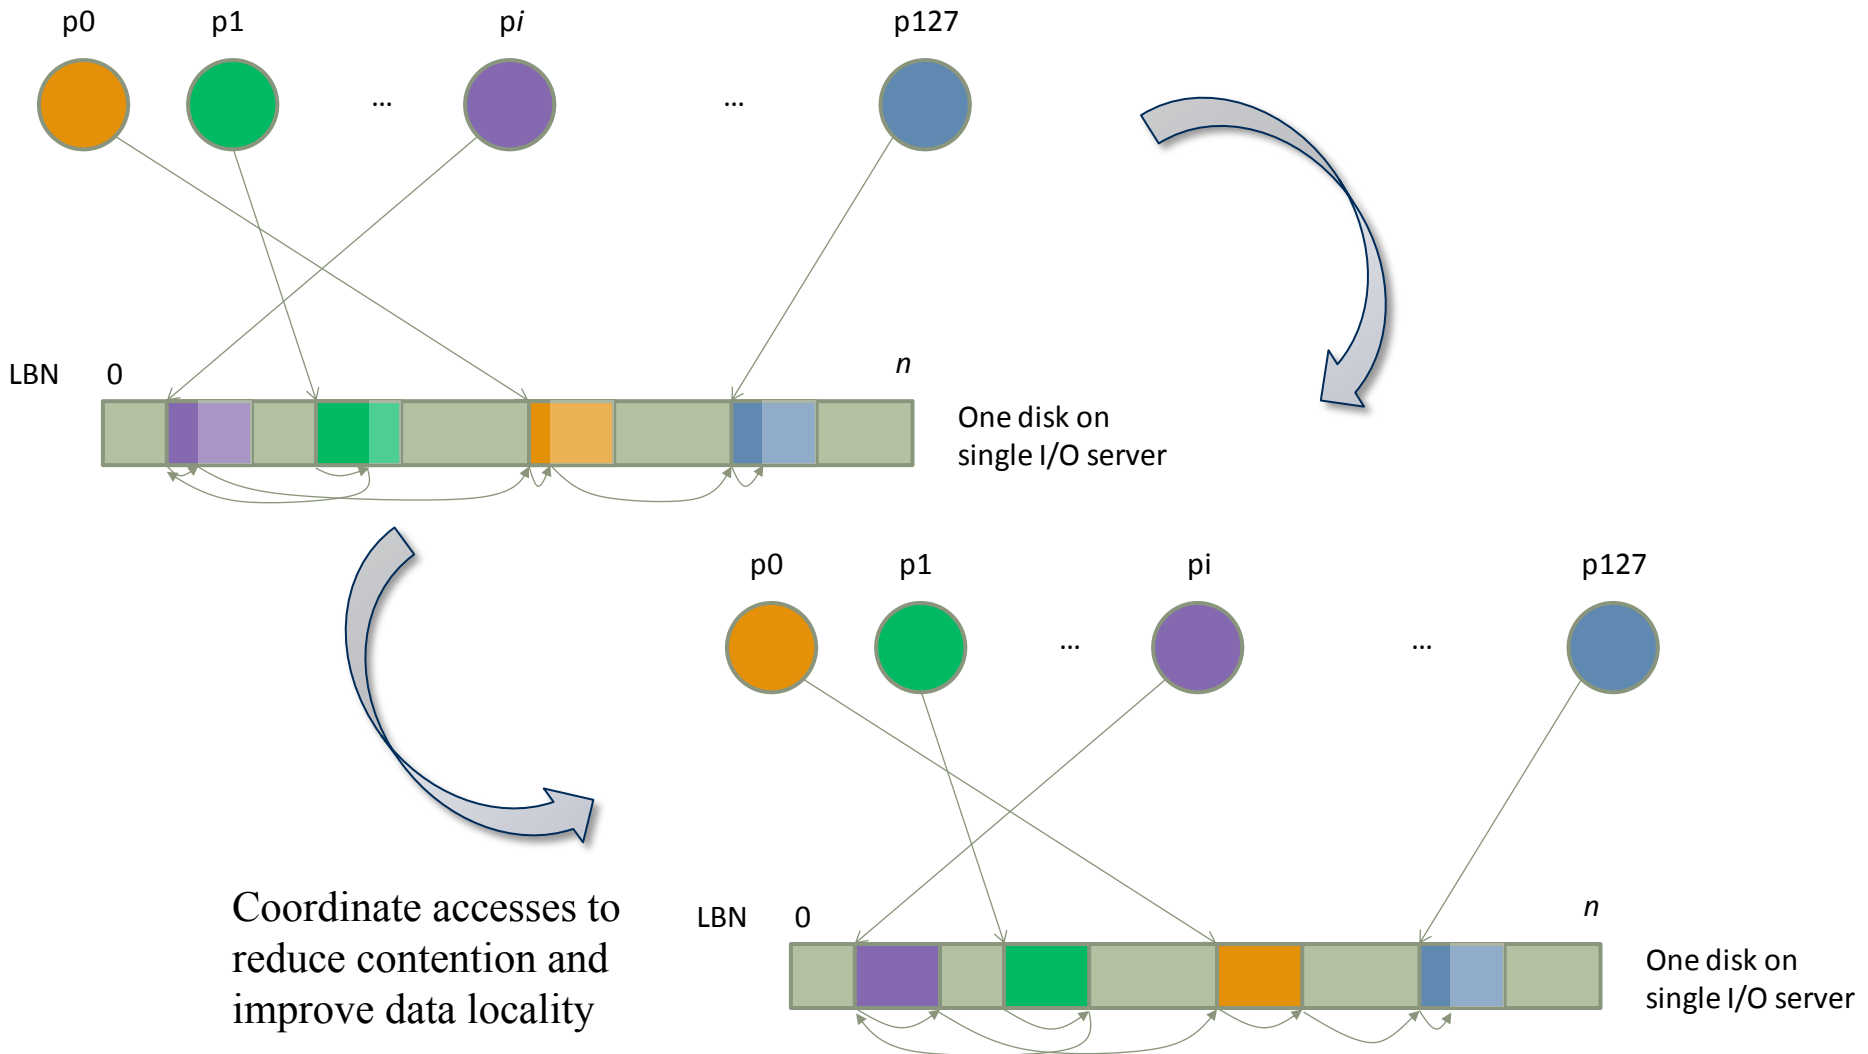 p0 p1 pi p127
... ...
LBN 0 n
One disk on
single I/O server
p0 p1 pi p127
... ...
Coordinate accesses to
reduce contention and
improve data locality
LBN 0 n
One disk on
single I/O server